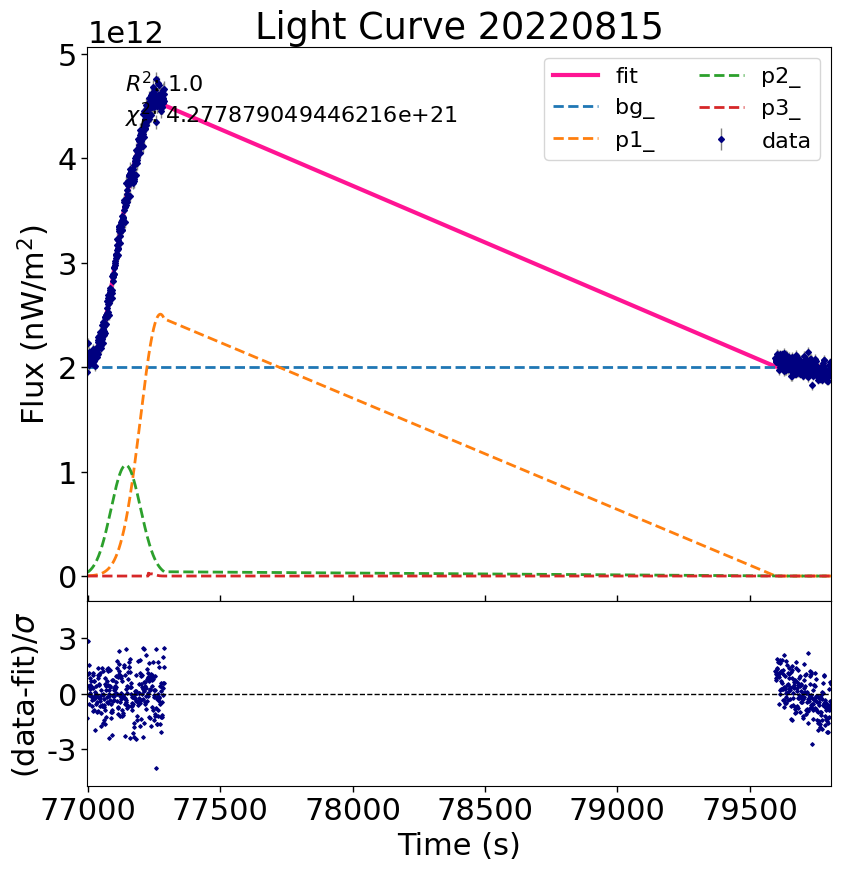 Light Curve 20220815
1e12
R²: 1.0
χ²: 4.277879049446216e+21
fit
bg_
p1_
p2_
p3_
data
Flux (nW/m²)
5
4
3
2
1
0
(data-fit)/σ
3
0
-3
77000 77500 78000 78500 79000 79500
Time (s)